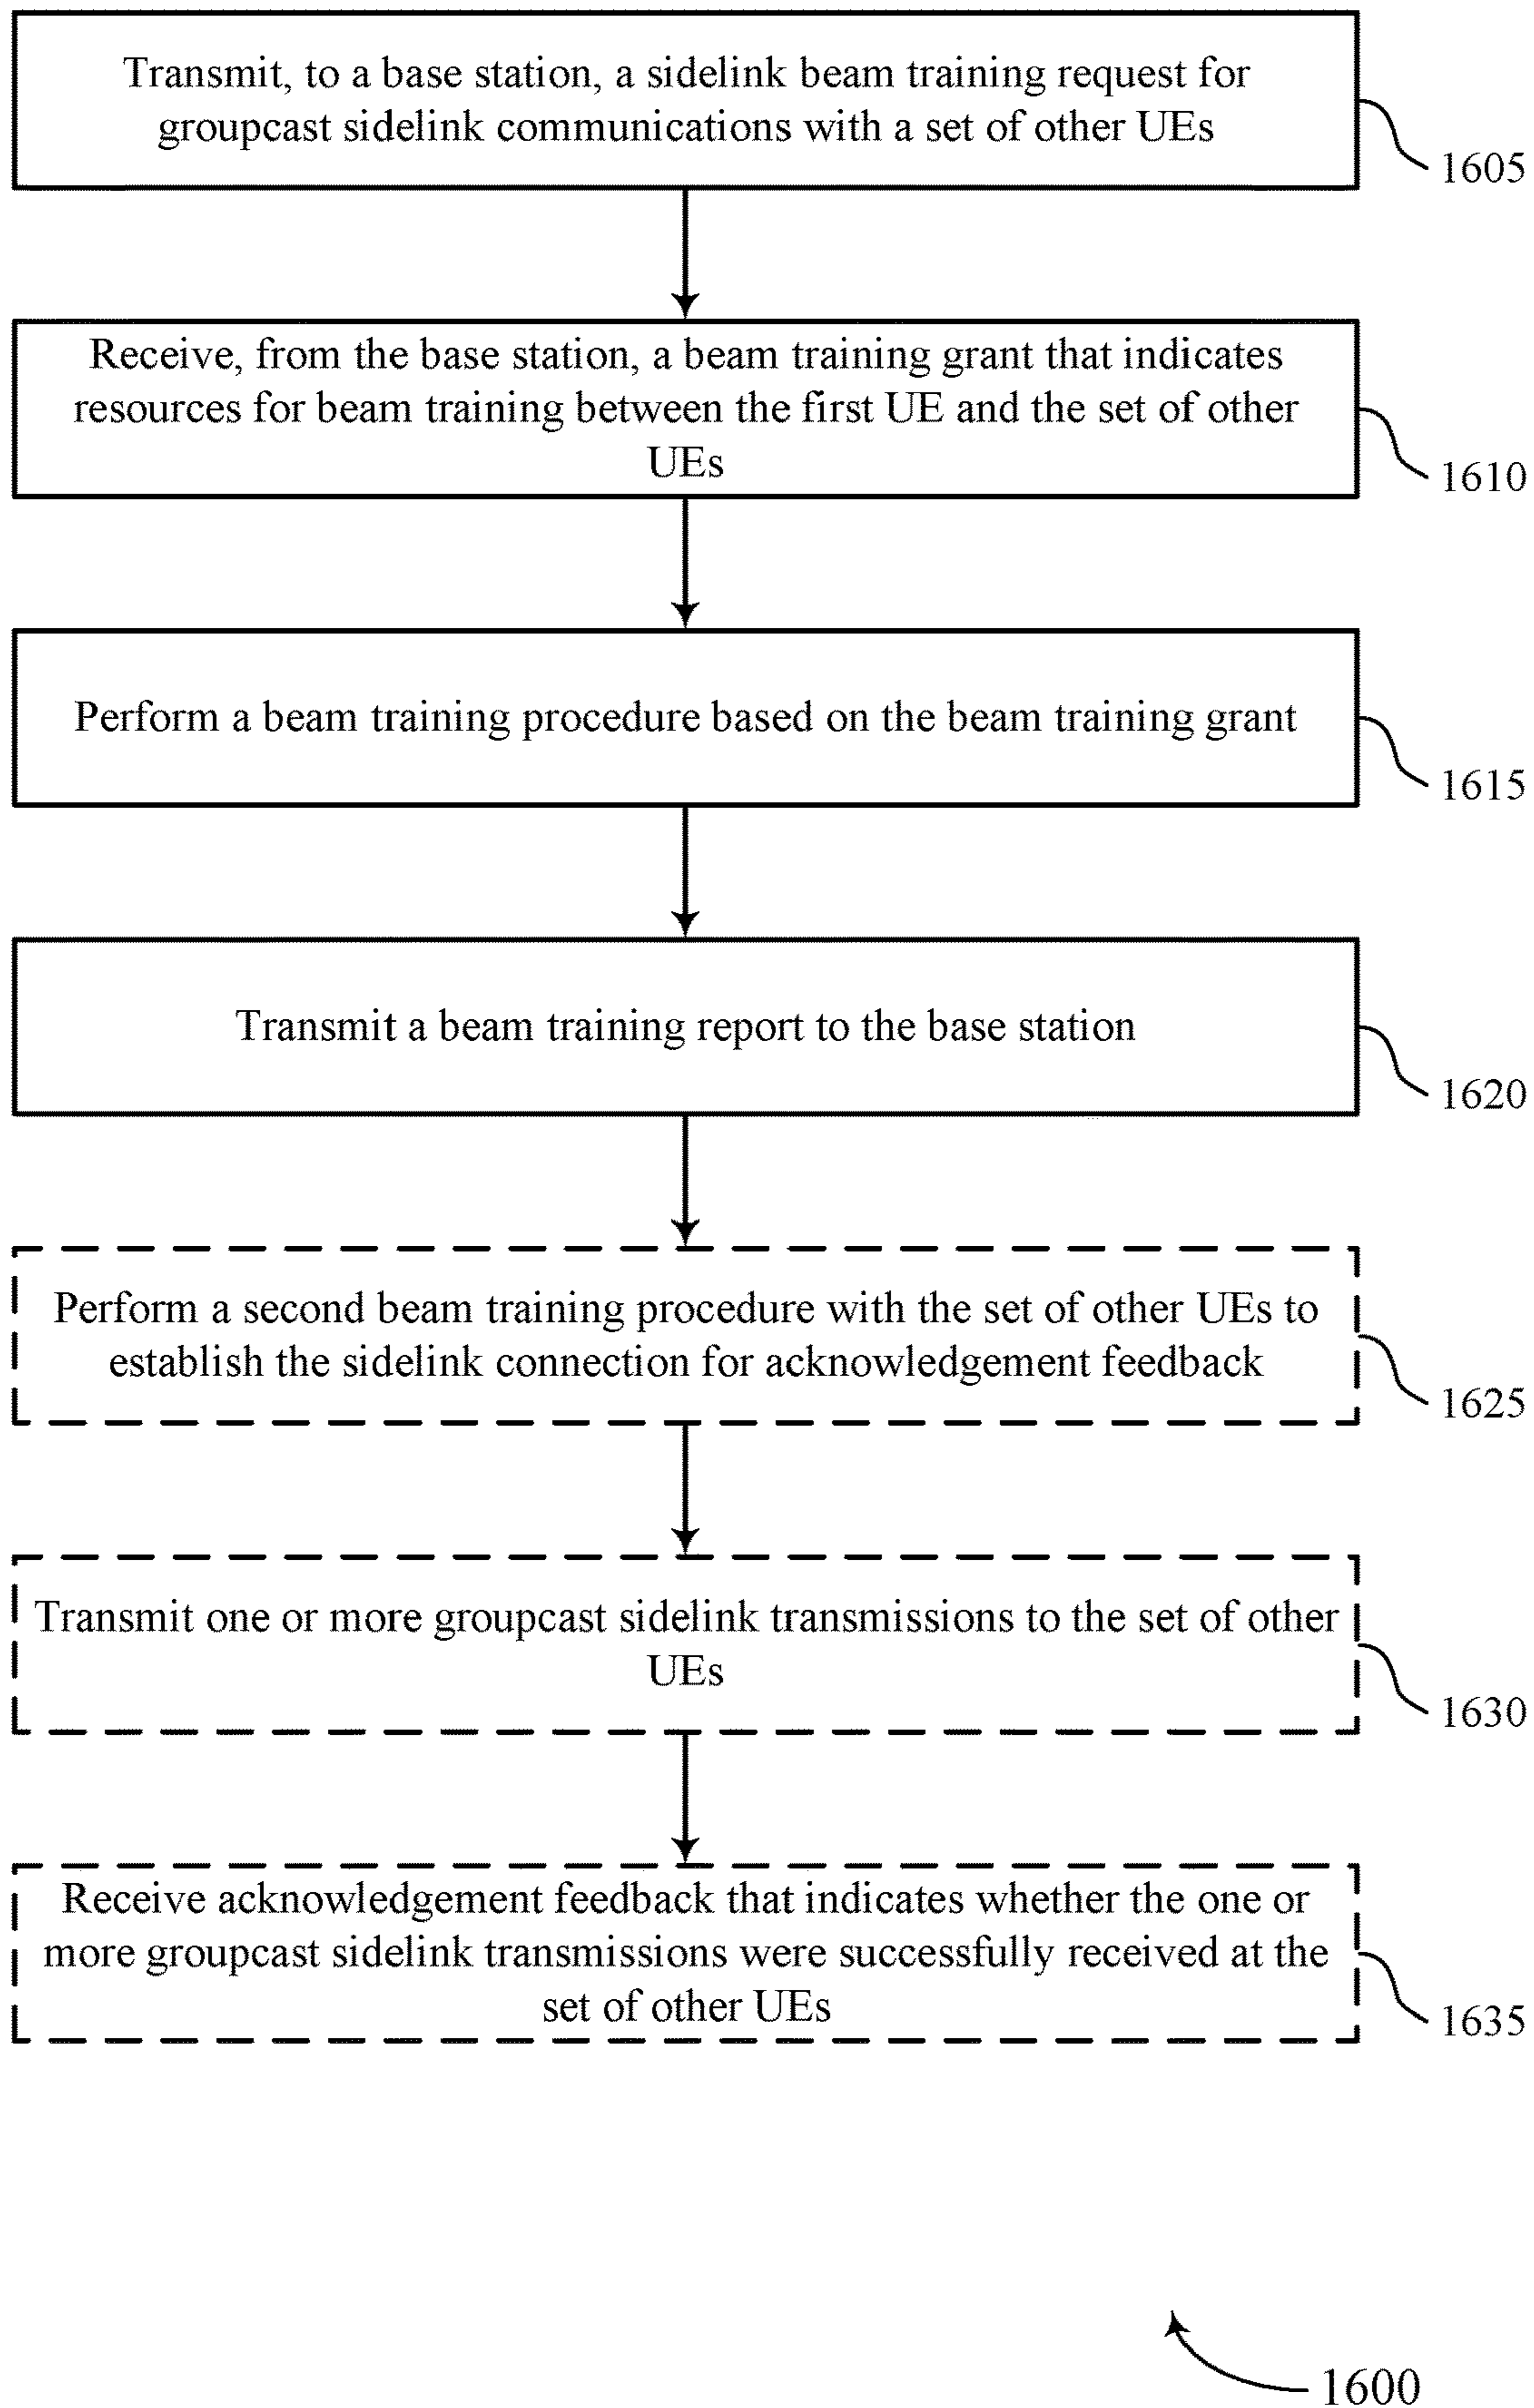 Transmit, to a base station, a sidelink beam training request for
groupcast sidelink communications with a set of other UEs
1605
Receive, from the base station, a beam training grant that indicates
resources for beam training between the first UE and the set of other
UEs
1610
Perform a beam training procedure based on the beam training grant
1615
Transmit a beam training report to the base station
1620
Perform a second beam training procedure with the set of other UEs to
establish the sidelink connection for acknowledgement feedback
1625
Transmit one or more groupcast sidelink transmissions to the set of other
UEs
1630
Receive acknowledgement feedback that indicates whether the one or
more groupcast sidelink transmissions were successfully received at the
set of other UEs
1635
1600